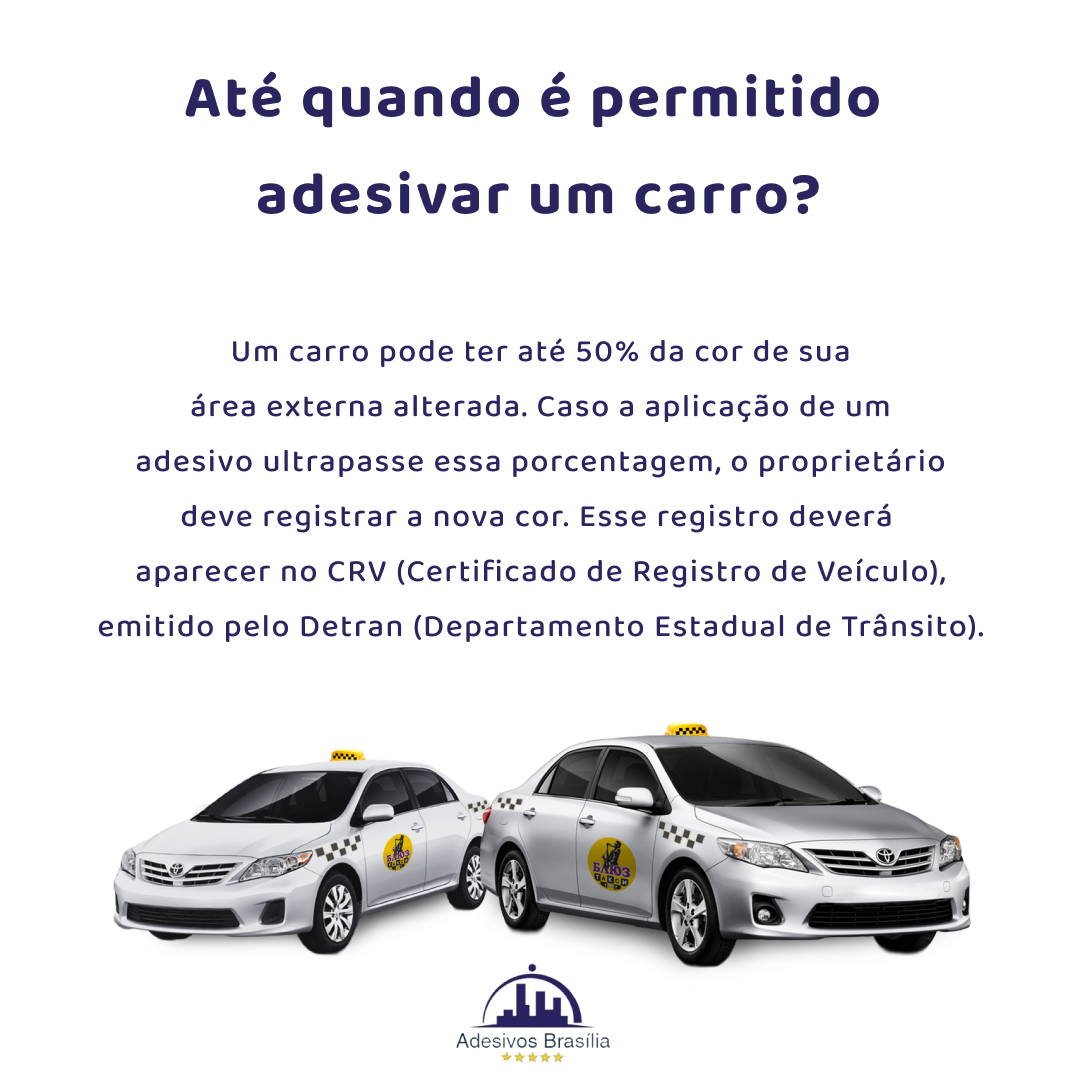 Até quando é permitido
adesivar um carro?
Um carro pode ter até 50% da cor de sua
área externa alterada. Caso a aplicação de um
adesivo ultrapasse essa porcentagem, o proprietário
deve registrar a nova cor. Esse registro deverá
aparecer no CRV (Certificado de Registro de Veículo),
emitido pelo Detran (Departamento Estadual de Trânsito).
БЛЮЗ
ТАКСИ
Adesivos Brasília